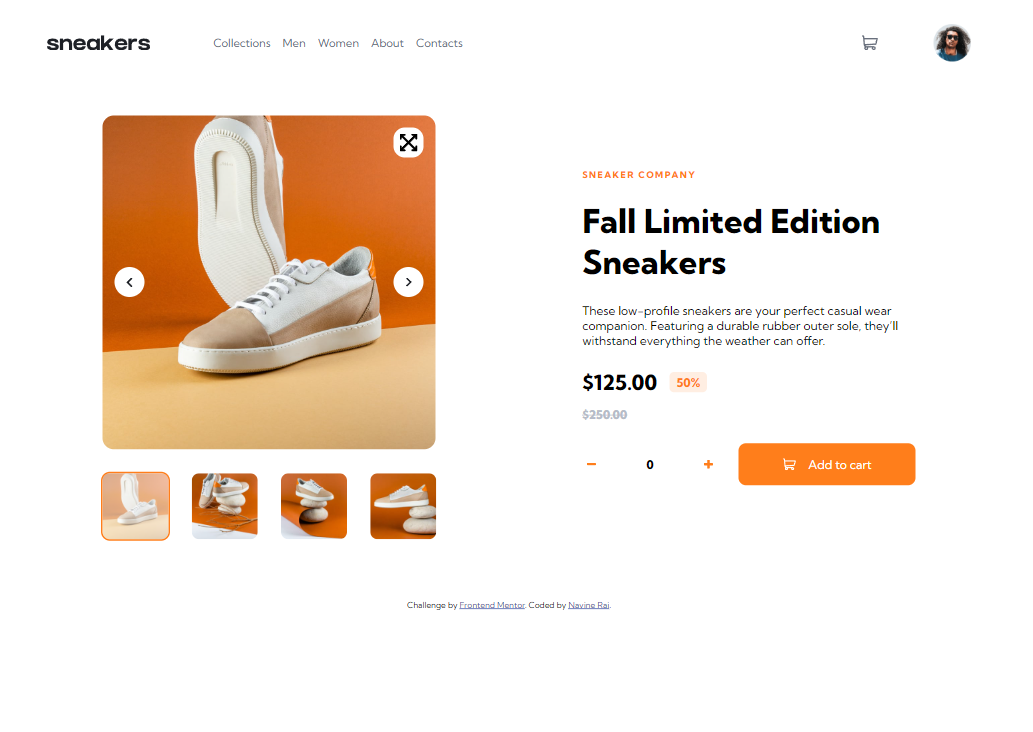 sneakers
Collections Men Women About Contacts
SNEAKER COMPANY
Fall Limited Edition
Sneakers
These low-profile sneakers are your perfect casual wear
companion. Featuring a durable rubber outer sole, they'll
withstand everything the weather can offer.
$125.00 50%
$250.00
0
Add to cart
Challenge by Frontend Mentor. Coded by Navine Rai.